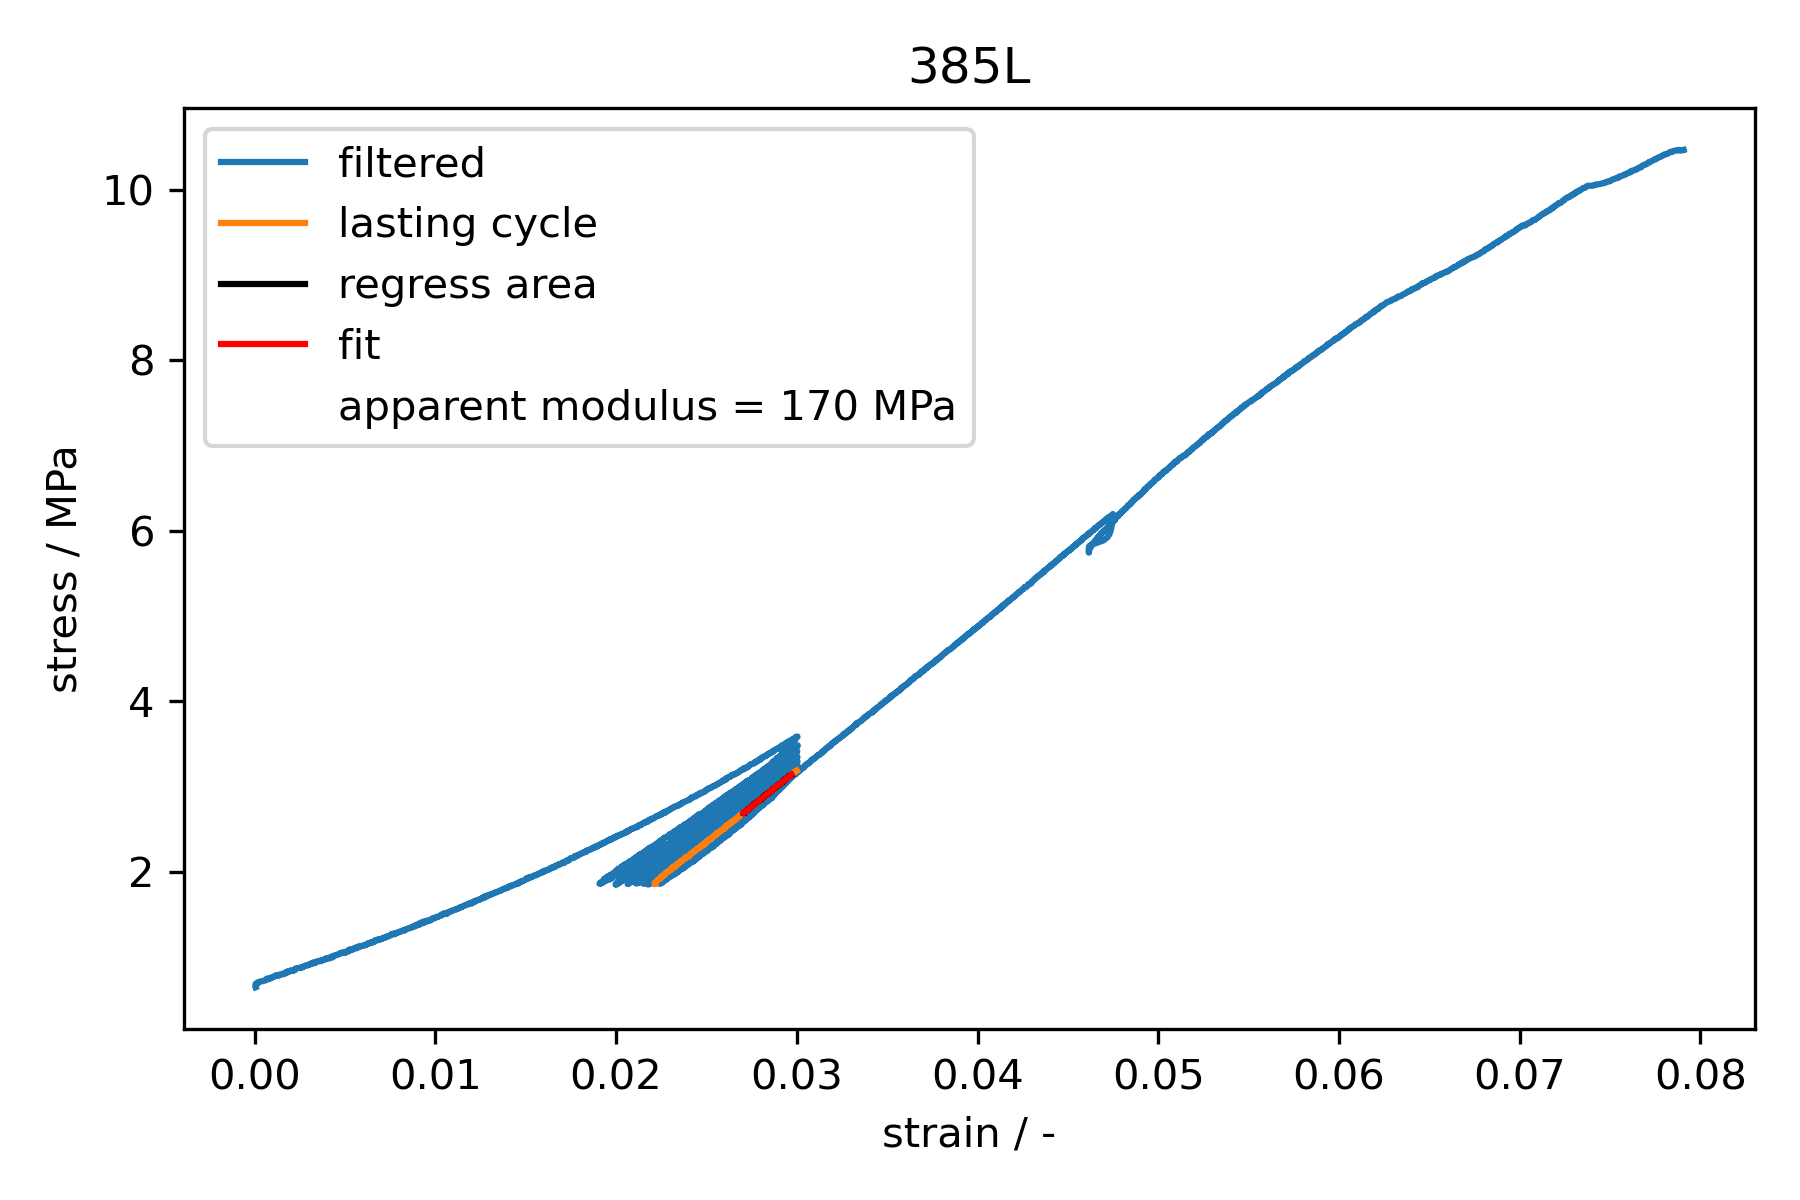 385L
filtered
lasting cycle
regress area
fit
apparent modulus = 170 MPa
stress / MPa
10
8
6
4
2
0.00 0.01 0.02 0.03 0.04 0.05 0.06 0.07 0.08
strain / -